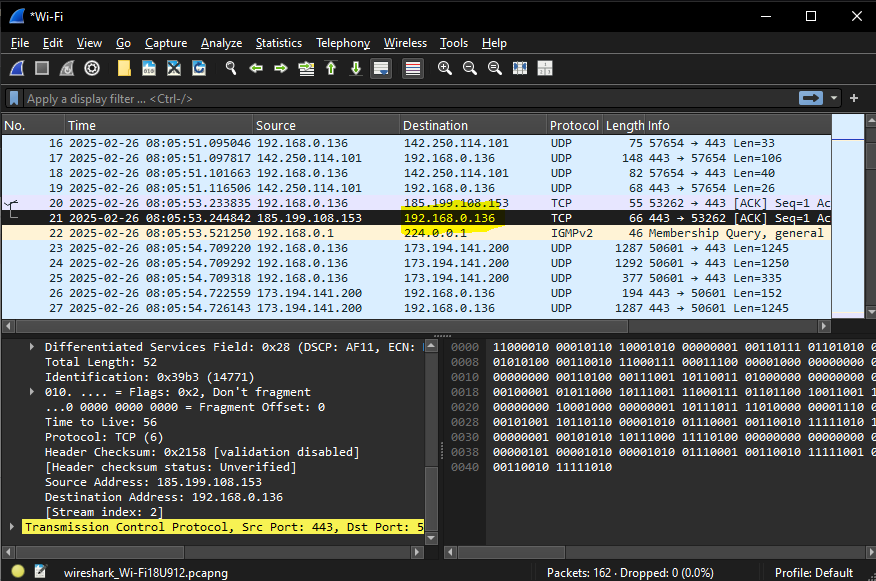 *Wi-Fi
File Edit View Go Capture Analyze Statistics Telephony Wireless Tools Help
Apply a display filter ... <Ctrl-/>
No. Time Source Destination Protocol Length Info
16 2025-02-26 08:05:51.095046 192.168.0.136 142.250.114.101 UDP 75 57654 → 443 Len=33
17 2025-02-26 08:05:51.097817 142.250.114.101 192.168.0.136 UDP 148 443 → 57654 Len=106
18 2025-02-26 08:05:51.101663 192.168.0.136 142.250.114.101 UDP 82 57654 → 443 Len=40
19 2025-02-26 08:05:51.116506 142.250.114.101 192.168.0.136 UDP 68 443 → 57654 Len=26
20 2025-02-26 08:05:53.233835 192.168.0.136 185.199.108.153 TCP 55 53262 → 443 [ACK] Seq=1 Ac
21 2025-02-26 08:05:53.244842 185.199.108.153 192.168.0.136 TCP 66 443 → 53262 [ACK] Seq=1 Ac
22 2025-02-26 08:05:53.521250 192.168.0.1 224.0.0.1 IGMPv2 46 Membership Query, general
23 2025-02-26 08:05:54.709220 192.168.0.136 173.194.141.200 UDP 1287 50601 → 443 Len=1245
24 2025-02-26 08:05:54.709292 192.168.0.136 173.194.141.200 UDP 1292 50601 → 443 Len=1250
25 2025-02-26 08:05:54.709318 192.168.0.136 173.194.141.200 UDP 377 50601 → 443 Len=335
26 2025-02-26 08:05:54.722559 173.194.141.200 192.168.0.136 UDP 194 443 → 50601 Len=152
27 2025-02-26 08:05:54.726143 173.194.141.200 192.168.0.136 UDP 1287 443 → 50601 Len=1245
Differentiated Services Field: 0x28 (DSCP: AF11, ECN:
Total Length: 52
Identification: 0x39b3 (14771)
010. .... = Flags: 0x2, Don't fragment
...0 0000 0000 0000 = Fragment Offset: 0
Time to Live: 56
Protocol: TCP (6)
Header Checksum: 0x2158 [validation disabled]
[Header checksum status: Unverified]
Source Address: 185.199.108.153
Destination Address: 192.168.0.136
[Stream index: 2]
Transmission Control Protocol, Src Port: 443, Dst Port: 5
0000 11000010 00010110 10001010 00000001 00110111 01101010 0
0008 01010100 00110010 11000111 00011100 00001000 00000000 0
0010 00000000 00110100 00111001 10110011 01000000 00000000 0
0018 00100001 01011000 10111001 11000111 01101100 10011001 1
0020 00000000 10001000 00000001 10111011 11010000 00001110 0
0028 00101001 10110110 00001010 01110001 00110010 11111010 1
0030 00000001 00101010 10111000 11110100 00000000 00000000 0
0038 00000101 00001010 00001010 01110001 00110010 11111001 0
0040 00110010 11111010
wireshark_Wi-Fi18U912.pcapng Packets: 162 · Dropped: 0 (0.0%) Profile: Default